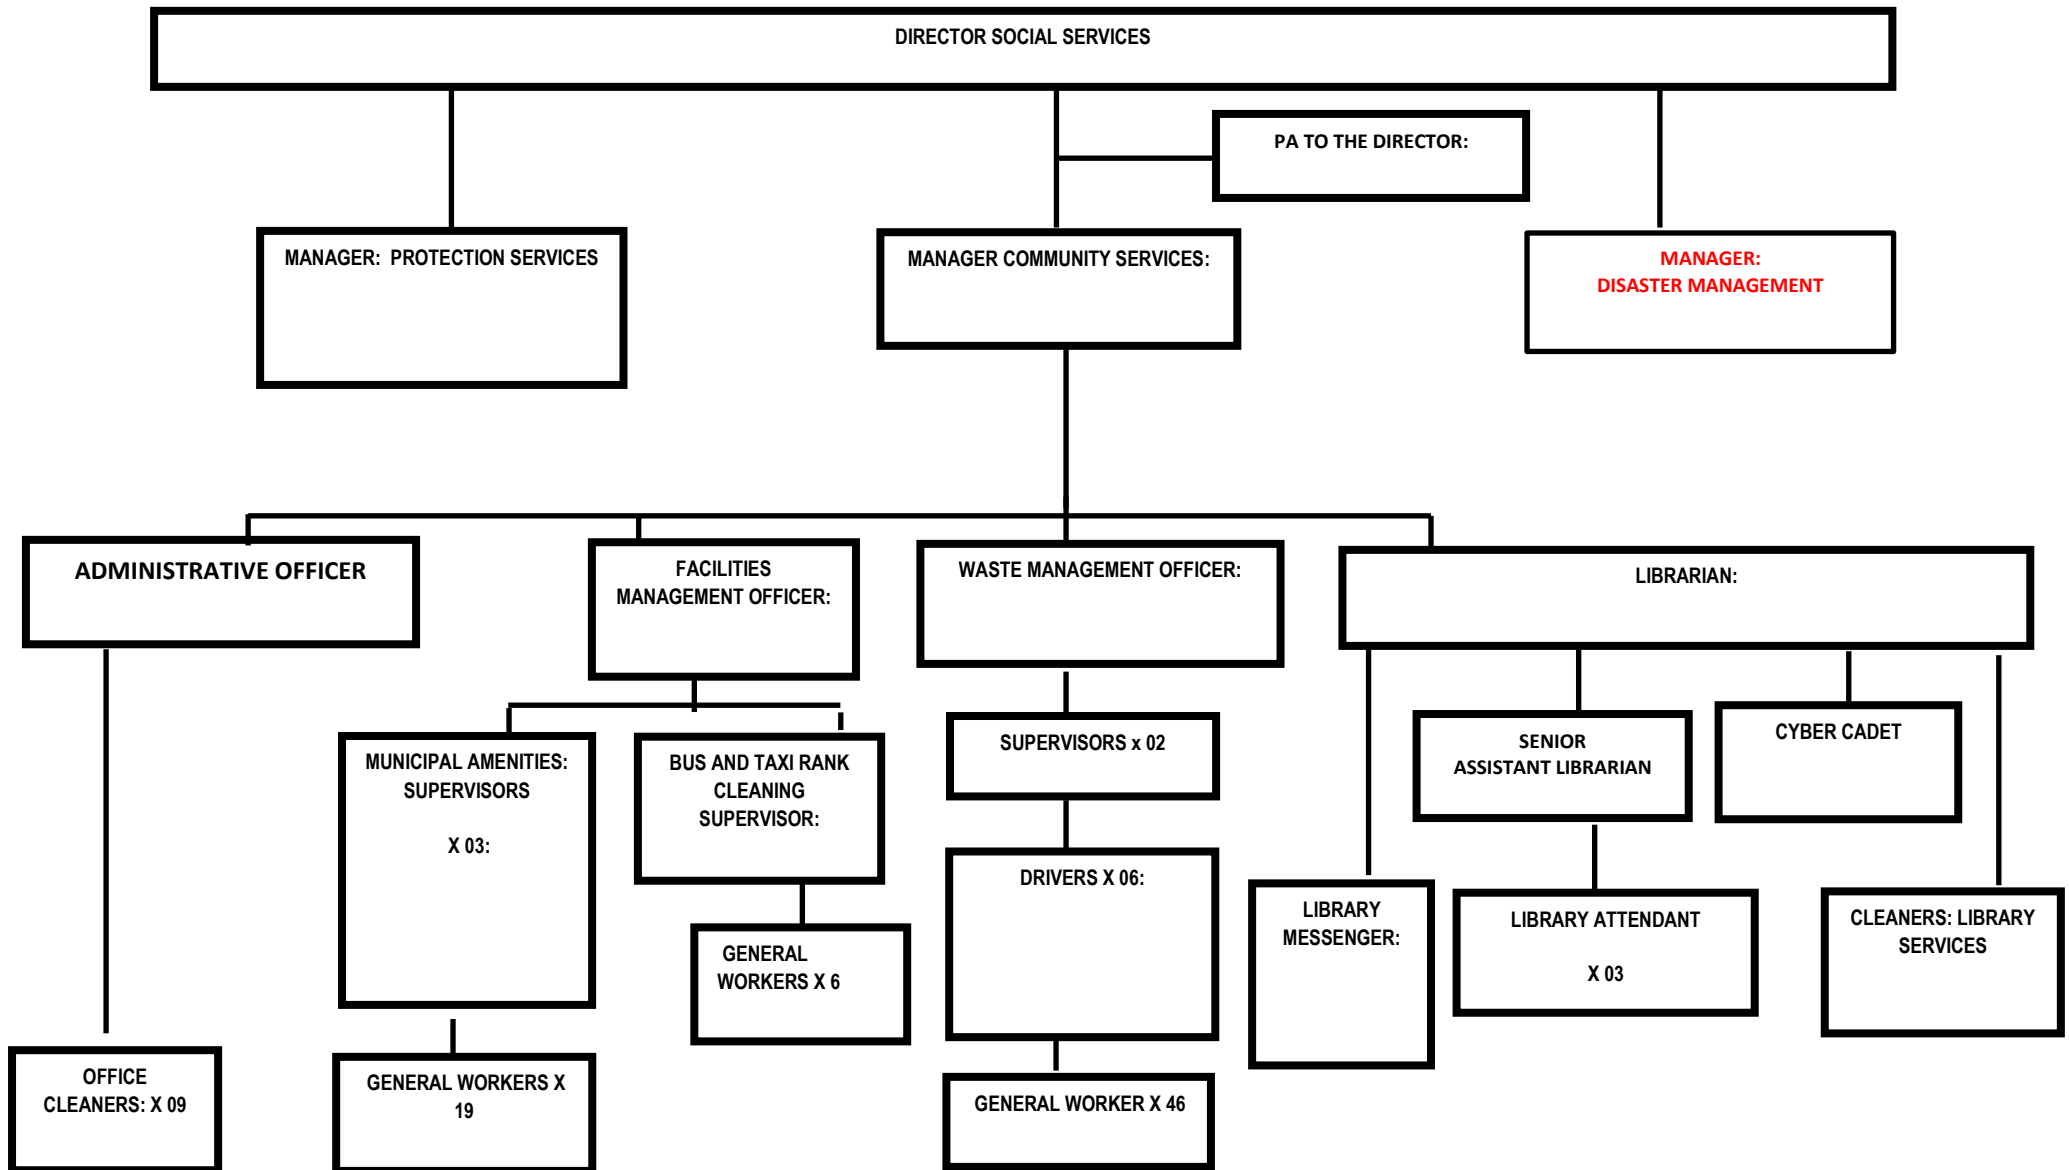 DIRECTOR SOCIAL SERVICES
PA TO THE DIRECTOR:
MANAGER: PROTECTION SERVICES
MANAGER COMMUNITY SERVICES:
MANAGER:
DISASTER MANAGEMENT
ADMINISTRATIVE OFFICER
FACILITIES
MANAGEMENT OFFICER:
WASTE MANAGEMENT OFFICER:
LIBRARIAN:
MUNICIPAL AMENITIES:
SUPERVISORS
X 03:
BUS AND TAXI RANK
CLEANING
SUPERVISOR:
SUPERVISORS x 02
SENIOR
ASSISTANT LIBRARIAN
CYBER CADET
DRIVERS X 06:
LIBRARY
MESSENGER:
LIBRARY ATTENDANT
X 03
CLEANERS: LIBRARY
SERVICES
GENERAL
WORKERS X 6
OFFICE
CLEANERS: X 09
GENERAL WORKERS X
19
GENERAL WORKER X 46